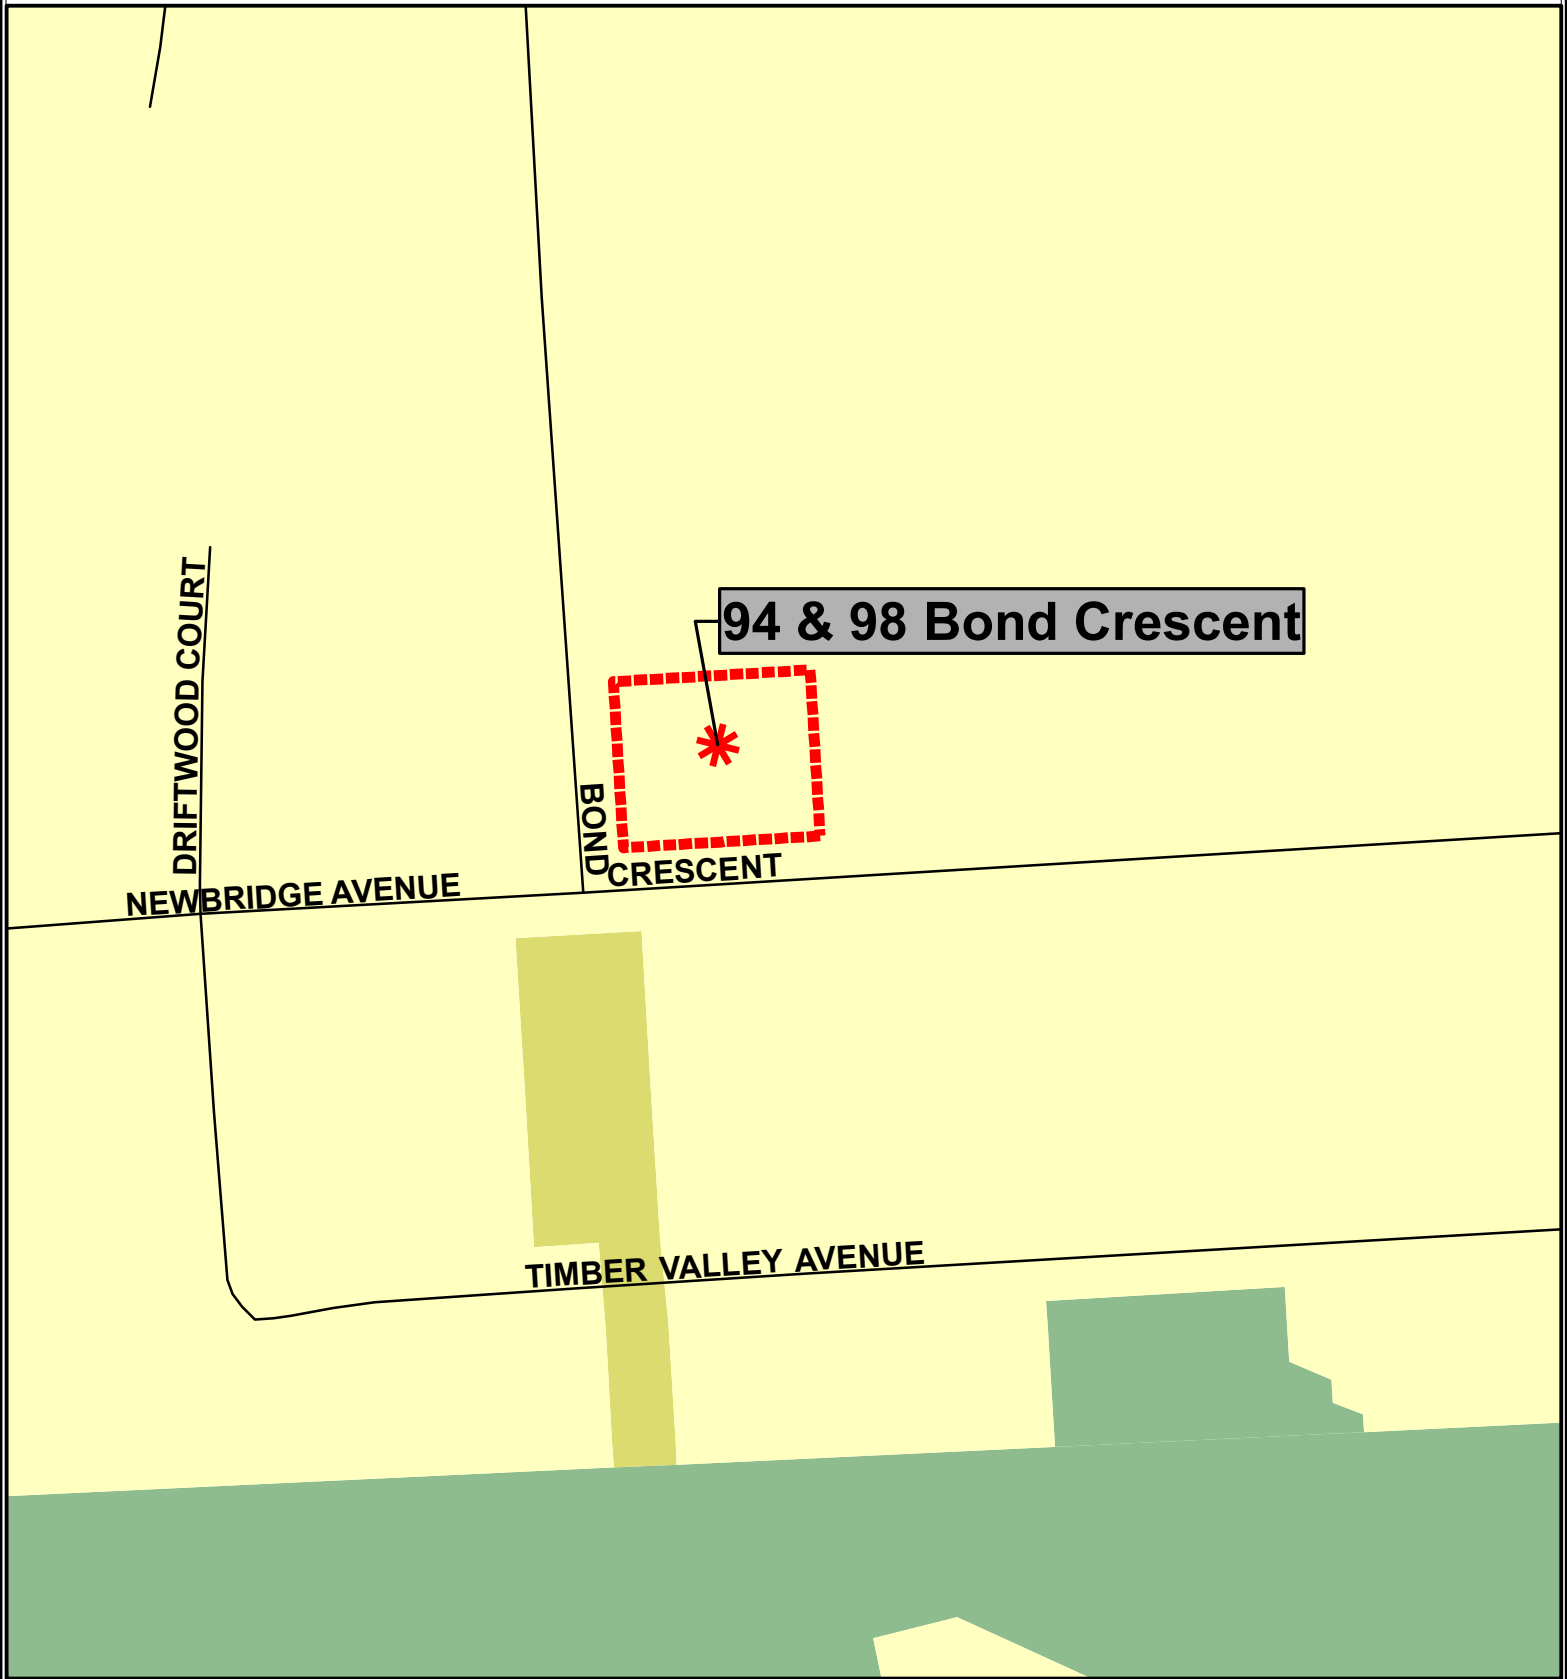 94 & 98 Bond Crescent
DRIFTWOOD COURT
BOND CRESCENT
NEWBRIDGE AVENUE
TIMBER VALLEY AVENUE